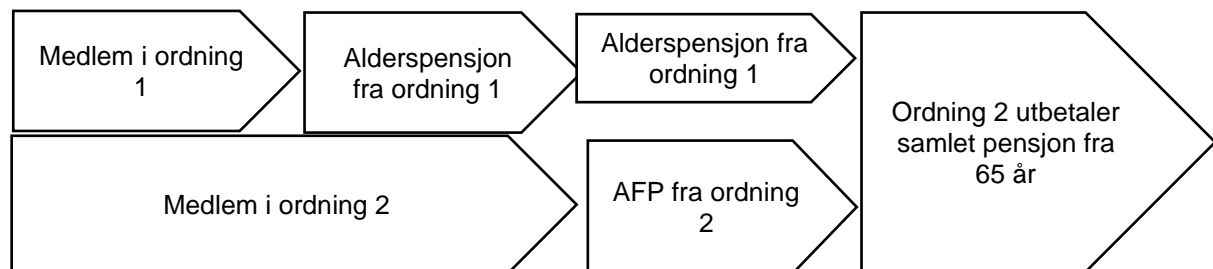 Medlem i ordning
1
Alderspensjon
fra ordning 1
Alderspensjon fra
ordning 1
Ordning 2 utbetaler
samlet pensjon fra
65 år
Medlem i ordning 2
AFP fra ordning
2